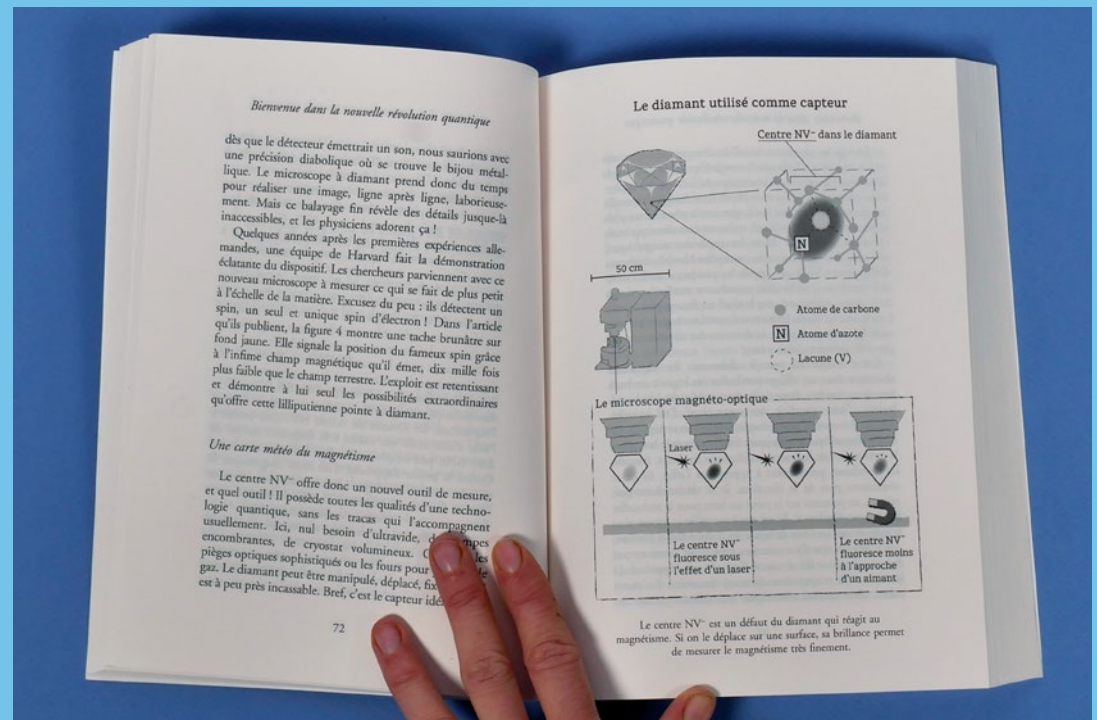 Bienvenue dans la nouvelle révolution quantique
dès que le détecteur émettrait un son, nous saurions avec
une précision diabolique où se trouve le bijou métal-
lique. Le microscope à diamant prend donc du temps
pour réaliser une image, ligne après ligne, laborieuse-
ment. Mais ce balayage fin révèle des détails jusque-là
inaccessibles, et les physiciens adorent ça !
Quelques années après les premières expériences alle-
mandes, une équipe de Harvard fait la démonstration
éclatante du dispositif. Les chercheurs parviennent avec ce
nouveau microscope à mesurer ce qui se fait de plus petit
à l'échelle de la matière. Excusez du peu : ils détectent un
spin, un seul et unique spin d'électron ! Dans l'article
qu'ils publient, la figure 4 montre une tache brunâtre sur
fond jaune. Elle signale la position du fameux spin grâce
à l'infime champ magnétique qu'il émet, dix mille fois
plus faible que le champ terrestre. L'exploit est retentissant
et démontre à lui seul les possibilités extraordinaires
qu'offre cette lilliputienne pointe à diamant.
Une carte météo du magnétisme
Le centre NV⁻ offre donc un nouvel outil de mesure,
et quel outil ! Il possède toutes les qualités d'une techno-
logie quantique, sans les tracas qui l'accompagnent
usuellement. Ici, nul besoin d'ultravide, mpes
encombrantes, de cryostat volumineux. les
pièges optiques sophistiqués ou les fours pour le
gaz. Le diamant peut être manipulé, déplacé,
est à peu près incassable. Bref, c'est le capteur
72
Le diamant utilisé comme capteur
Centre NV⁻ dans le diamant
N
50 cm
Atome de carbone
N Atome d'azote
Lacune (V)
Le microscope magnéto-optique
Laser
Le centre NV⁻
fluoresce sous
l'effet d'un laser
Le centre NV⁻
fluoresce moins
à l'approche
d'un aimant
Le centre NV⁻ est un défaut du diamant qui réagit au
magnétisme. Si on le déplace sur une surface, sa brillance permet
de mesurer le magnétisme très finement.